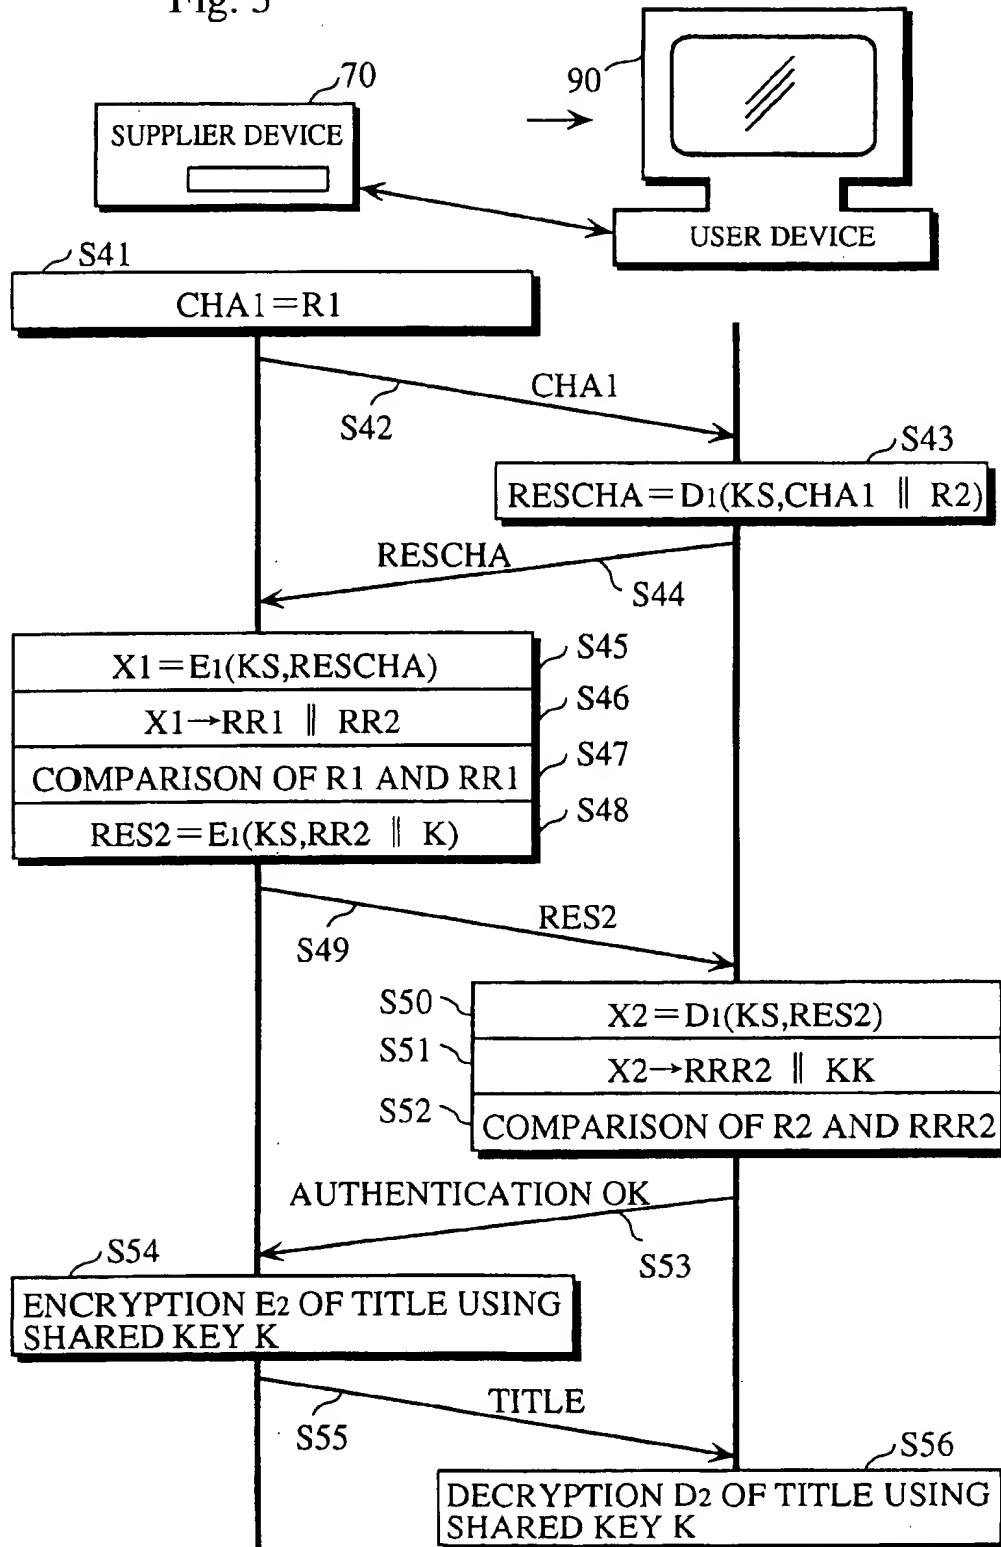 Fig. 5
70
SUPPLIER DEVICE
90
USER DEVICE
S41
CHA1=R1
CHA1
S42
S43
RESCHA=D1(KS,CHA1 ∥ R2)
RESCHA
S44
X1=E1(KS,RESCHA)
S45
X1→RR1 ∥ RR2
S46
COMPARISON OF R1 AND RR1
S47
RES2=E1(KS,RR2 ∥ K)
S48
RES2
S49
S50
X2=D1(KS,RES2)
S51
X2→RRR2 ∥ KK
S52
COMPARISON OF R2 AND RRR2
AUTHENTICATION OK
S53
S54
ENCRYPTION E2 OF TITLE USING
SHARED KEY K
TITLE
S55
S56
DECRYPTION D2 OF TITLE USING
SHARED KEY K